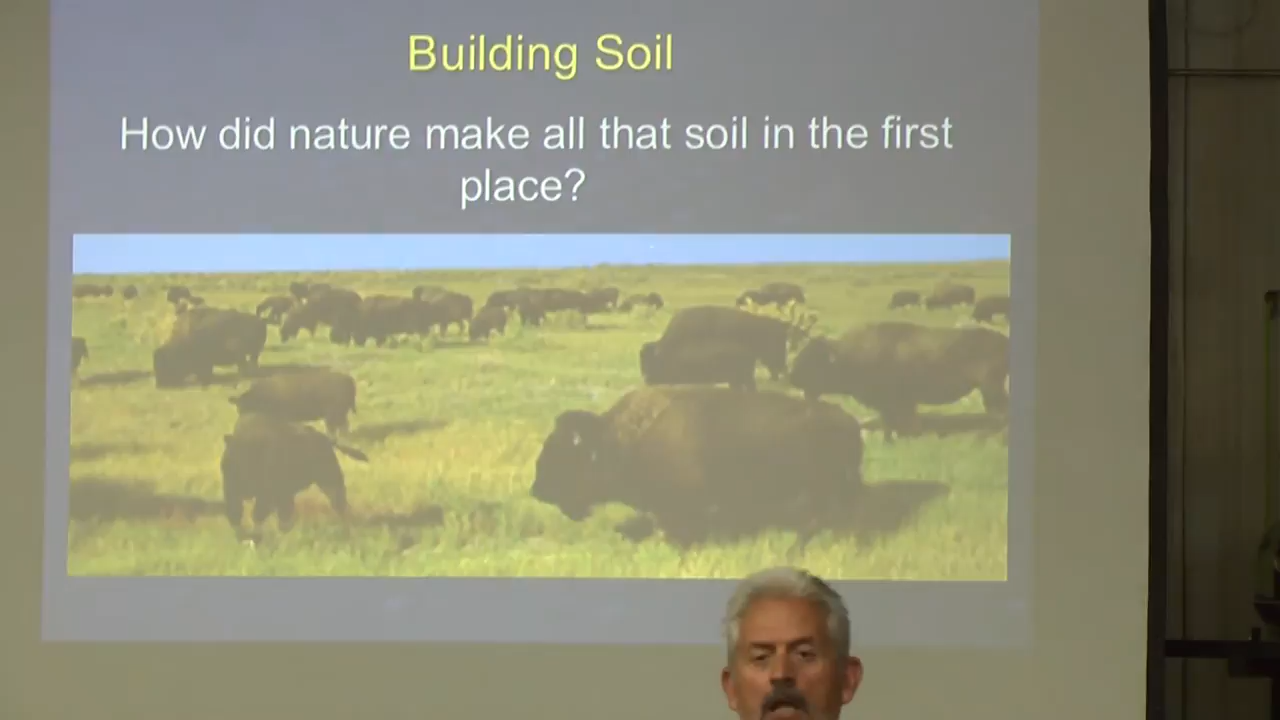 Building Soil
How did nature make all that soil in the first
place?